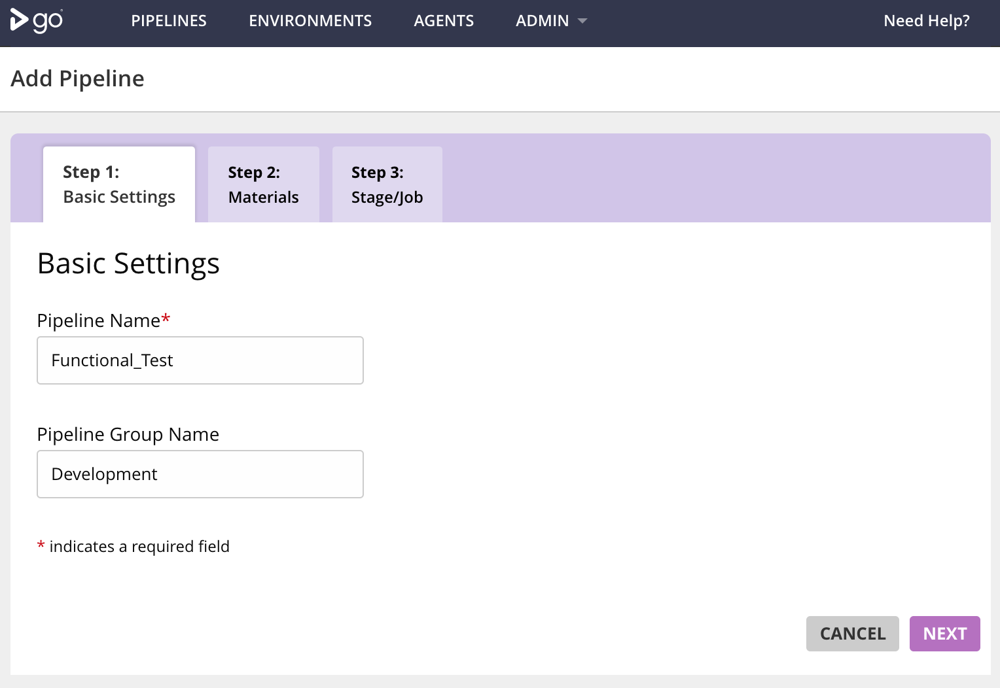 go
PIPELINES ENVIRONMENTS AGENTS ADMIN Need Help?
Add Pipeline
Step 1: Step 2: Step 3:
Basic Settings Materials Stage/Job
Basic Settings
Pipeline Name*
Functional_Test
Pipeline Group Name
Development
* indicates a required field
CANCEL NEXT